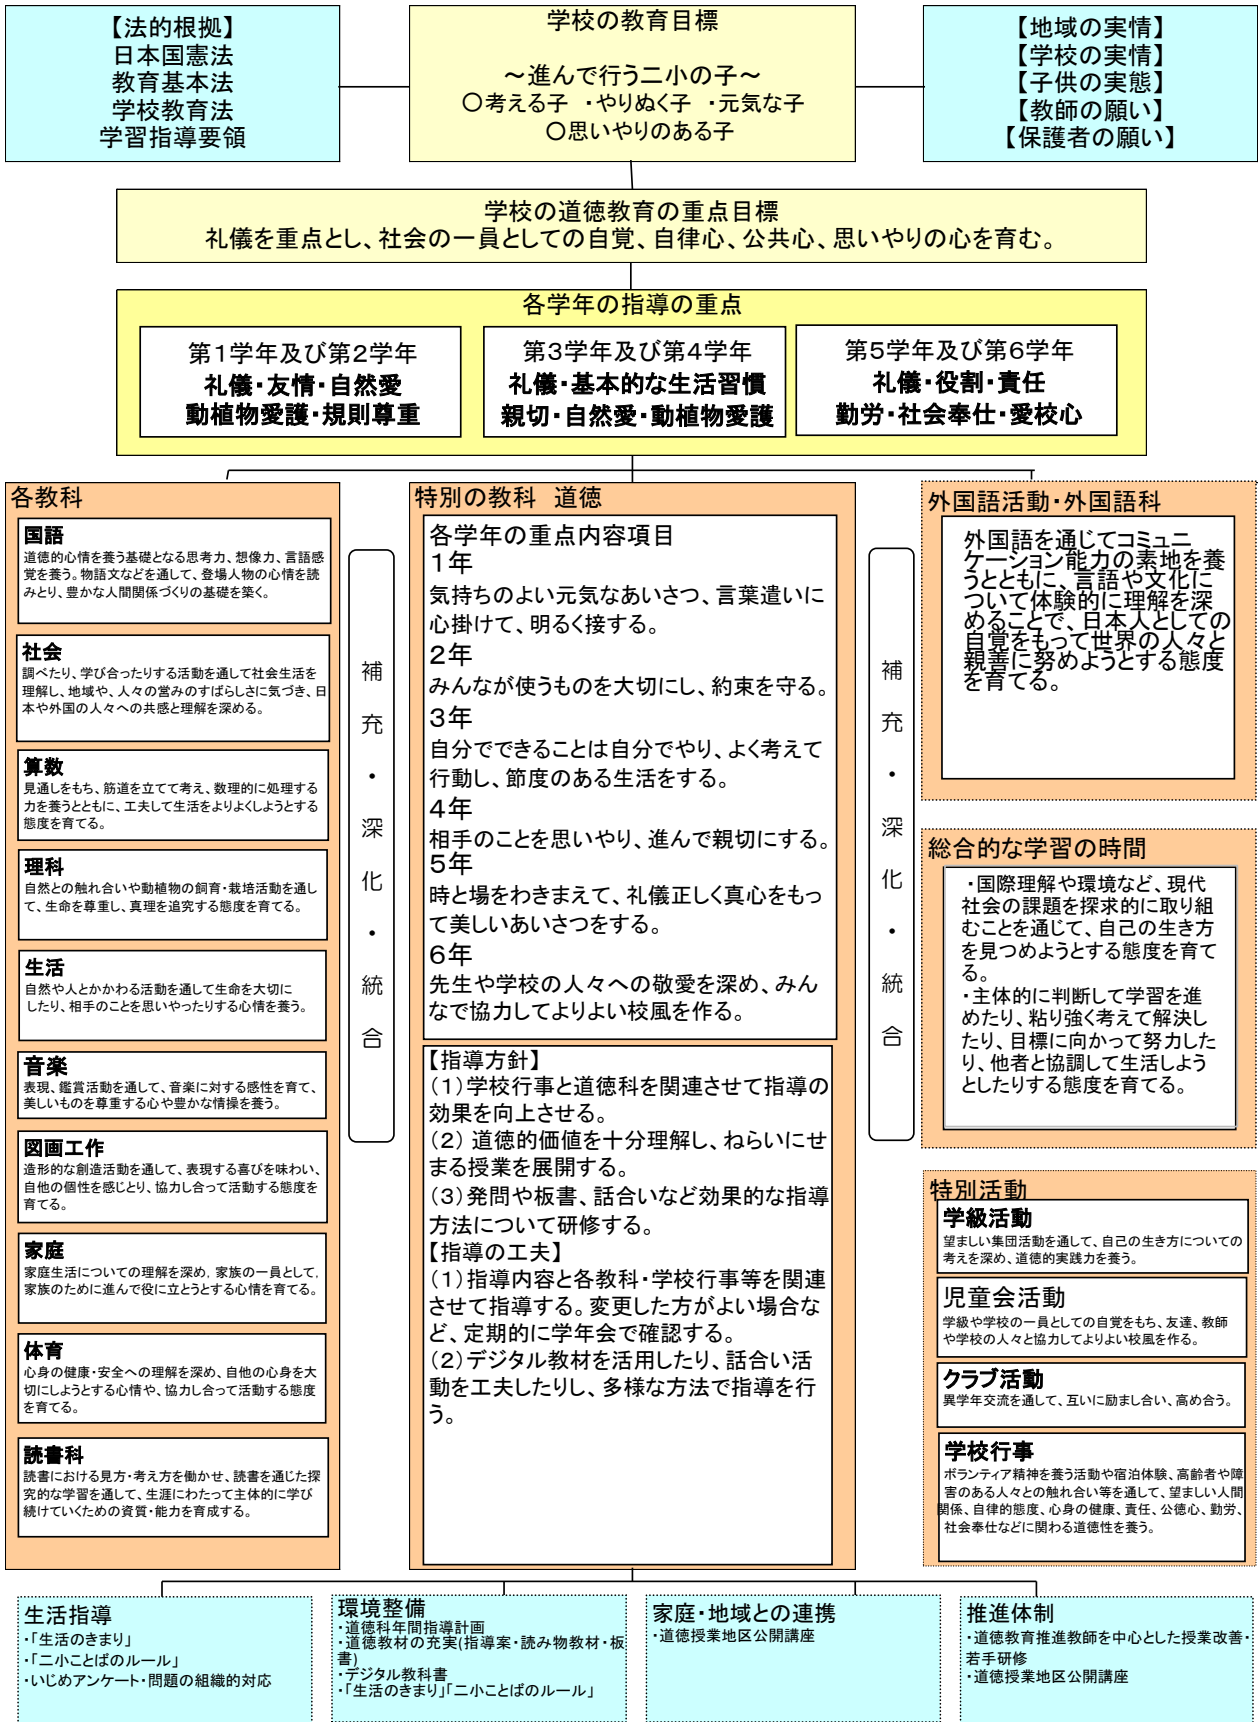 【法的根拠】
日本国憲法
教育基本法
学校教育法
学習指導要領
学校の教育目標
～進んで行う二小の子～
○考える子　・やりぬく子　・元気な子
○思いやりのある子
【地域の実情】
【学校の実情】
【子供の実態】
【教師の願い】
【保護者の願い】
学校の道徳教育の重点目標
礼儀を重点とし、社会の一員としての自覚、自律心、公共心、思いやりの心を育む。
各学年の指導の重点
第１学年及び第２学年
礼儀・友情・自然愛
動植物愛護・規則尊重
第３学年及び第４学年
礼儀・基本的な生活習慣
親切・自然愛・動植物愛護
第５学年及び第６学年
礼儀・役割・責任
勤労・社会奉仕・愛校心
各教科
国語
道徳的心情を養う基礎となる思考力、想像力、言語感
覚を養う。物語文などを通して、登場人物の心情を読
みとり、豊かな人間関係づくりの基礎を築く。
社会
調べたり、学び合ったりする活動を通して社会生活を
理解し、地域や、人々の営みのすばらしさに気づき、日
本や外国の人々への共感と理解を深める。
算数
見通しをもち、筋道を立てて考え、数理的に処理する
力を養うとともに、工夫して生活をよりよくしようとする
態度を育てる。
理科
自然との触れ合いや動植物の飼育・栽培活動を通し
て、生命を尊重し、真理を追究する態度を育てる。
生活
自然や人とかかわる活動を通して生命を大切に
したり、相手のことを思いやったりする心情を養う。
音楽
表現、鑑賞活動を通して、音楽に対する感性を育て、
美しいものを尊重する心や豊かな情操を養う。
図画工作
造形的な創造活動を通して、表現する喜びを味わい、
自他の個性を感じとり、協力し合って活動する態度を
育てる。
家庭
家庭生活についての理解を深め，家族の一員として，
家族のために進んで役に立とうとする心情を育てる。
体育
心身の健康・安全への理解を深め、自他の心身を大
切にしようとする心情や、協力し合って活動する態度
を育てる。
読書科
読書における見方・考え方を働かせ、読書を通じた探
究的な学習を通して、生涯にわたって主体的に学び
続けていくための資質・能力を育成する。
補充・深化・統合
特別の教科　道徳
各学年の重点内容項目
１年
気持ちのよい元気なあいさつ、言葉遣いに
心掛けて、明るく接する。
２年
みんなが使うものを大切にし、約束を守る。
３年
自分でできることは自分でやり、よく考えて
行動し、節度のある生活をする。
４年
相手のことを思いやり、進んで親切にする。
５年
時と場をわきまえて、礼儀正しく真心をもっ
て美しいあいさつをする。
６年
先生や学校の人々への敬愛を深め、みん
なで協力してよりよい校風を作る。
【指導方針】
（１）学校行事と道徳科を関連させて指導の
効果を向上させる。
（２）道徳的価値を十分理解し、ねらいにせ
まる授業を展開する。
（３）発問や板書、話合いなど効果的な指導
方法について研修する。
【指導の工夫】
（１）指導内容と各教科・学校行事等を関連
させて指導する。変更した方がよい場合な
ど、定期的に学年会で確認する。
（２）デジタル教材を活用したり、話合い活
動を工夫したりし、多様な方法で指導を行
う。
補充・深化・統合
外国語活動・外国語科
外国語を通じてコミュニ
ケーション能力の素地を養
うとともに、言語や文化に
ついて体験的に理解を深
めることで、日本人としての
自覚をもって世界の人々と
親善に努めようとする態度
を育てる。
総合的な学習の時間
・国際理解や環境など、現代
社会の課題を探求的に取り組
むことを通じて、自己の生き方
を見つめようとする態度を育て
る。
・主体的に判断して学習を進
めたり、粘り強く考えて解決し
たり、目標に向かって努力した
り、他者と協調して生活しよう
としたりする態度を育てる。
特別活動
学級活動
望ましい集団活動を通して、自己の生き方についての
考えを深め、道徳的実践力を養う。
児童会活動
学級や学校の一員としての自覚をもち、友達、教師
や学校の人々と協力してよりよい校風を作る。
クラブ活動
異学年交流を通して、互いに励まし合い、高め合う。
学校行事
ボランティア精神を養う活動や宿泊体験、高齢者や障
害のある人々との触れ合い等を通して、望ましい人間
関係、自律的態度、心身の健康、責任、公徳心、勤労、
社会奉仕などに関わる道徳性を養う。
生活指導
・「生活のきまり」
・「二小ことばのルール」
・いじめアンケート・問題の組織的対応
環境整備
・道徳科年間指導計画
・道徳教材の充実(指導案・読み物教材・板
書)
・デジタル教科書
・「生活のきまり」「二小ことばのルール」
家庭・地域との連携
・道徳授業地区公開講座
推進体制
・道徳教育推進教師を中心とした授業改善・
若手研修
・道徳授業地区公開講座